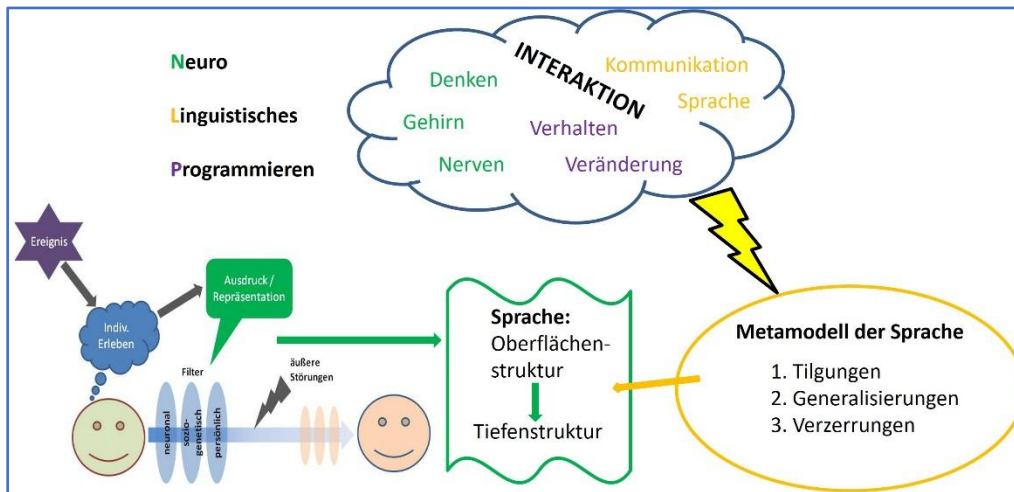 Neuro
Linguistisches
Programmieren
INTERAKTION
Denken
Gehirn
Nerven
Verhalten
Veränderung
Kommunikation
Sprache
Ereignis
Indiv.
Erleben
Ausdruck /
Repräsentation
Filter
neuronal
sozio-
genetisch
persönlich
äußere
Störungen
Sprache:
Oberflächen-
struktur
Tiefenstruktur
Metamodell der Sprache
1. Tilgungen
2. Generalisierungen
3. Verzerrungen